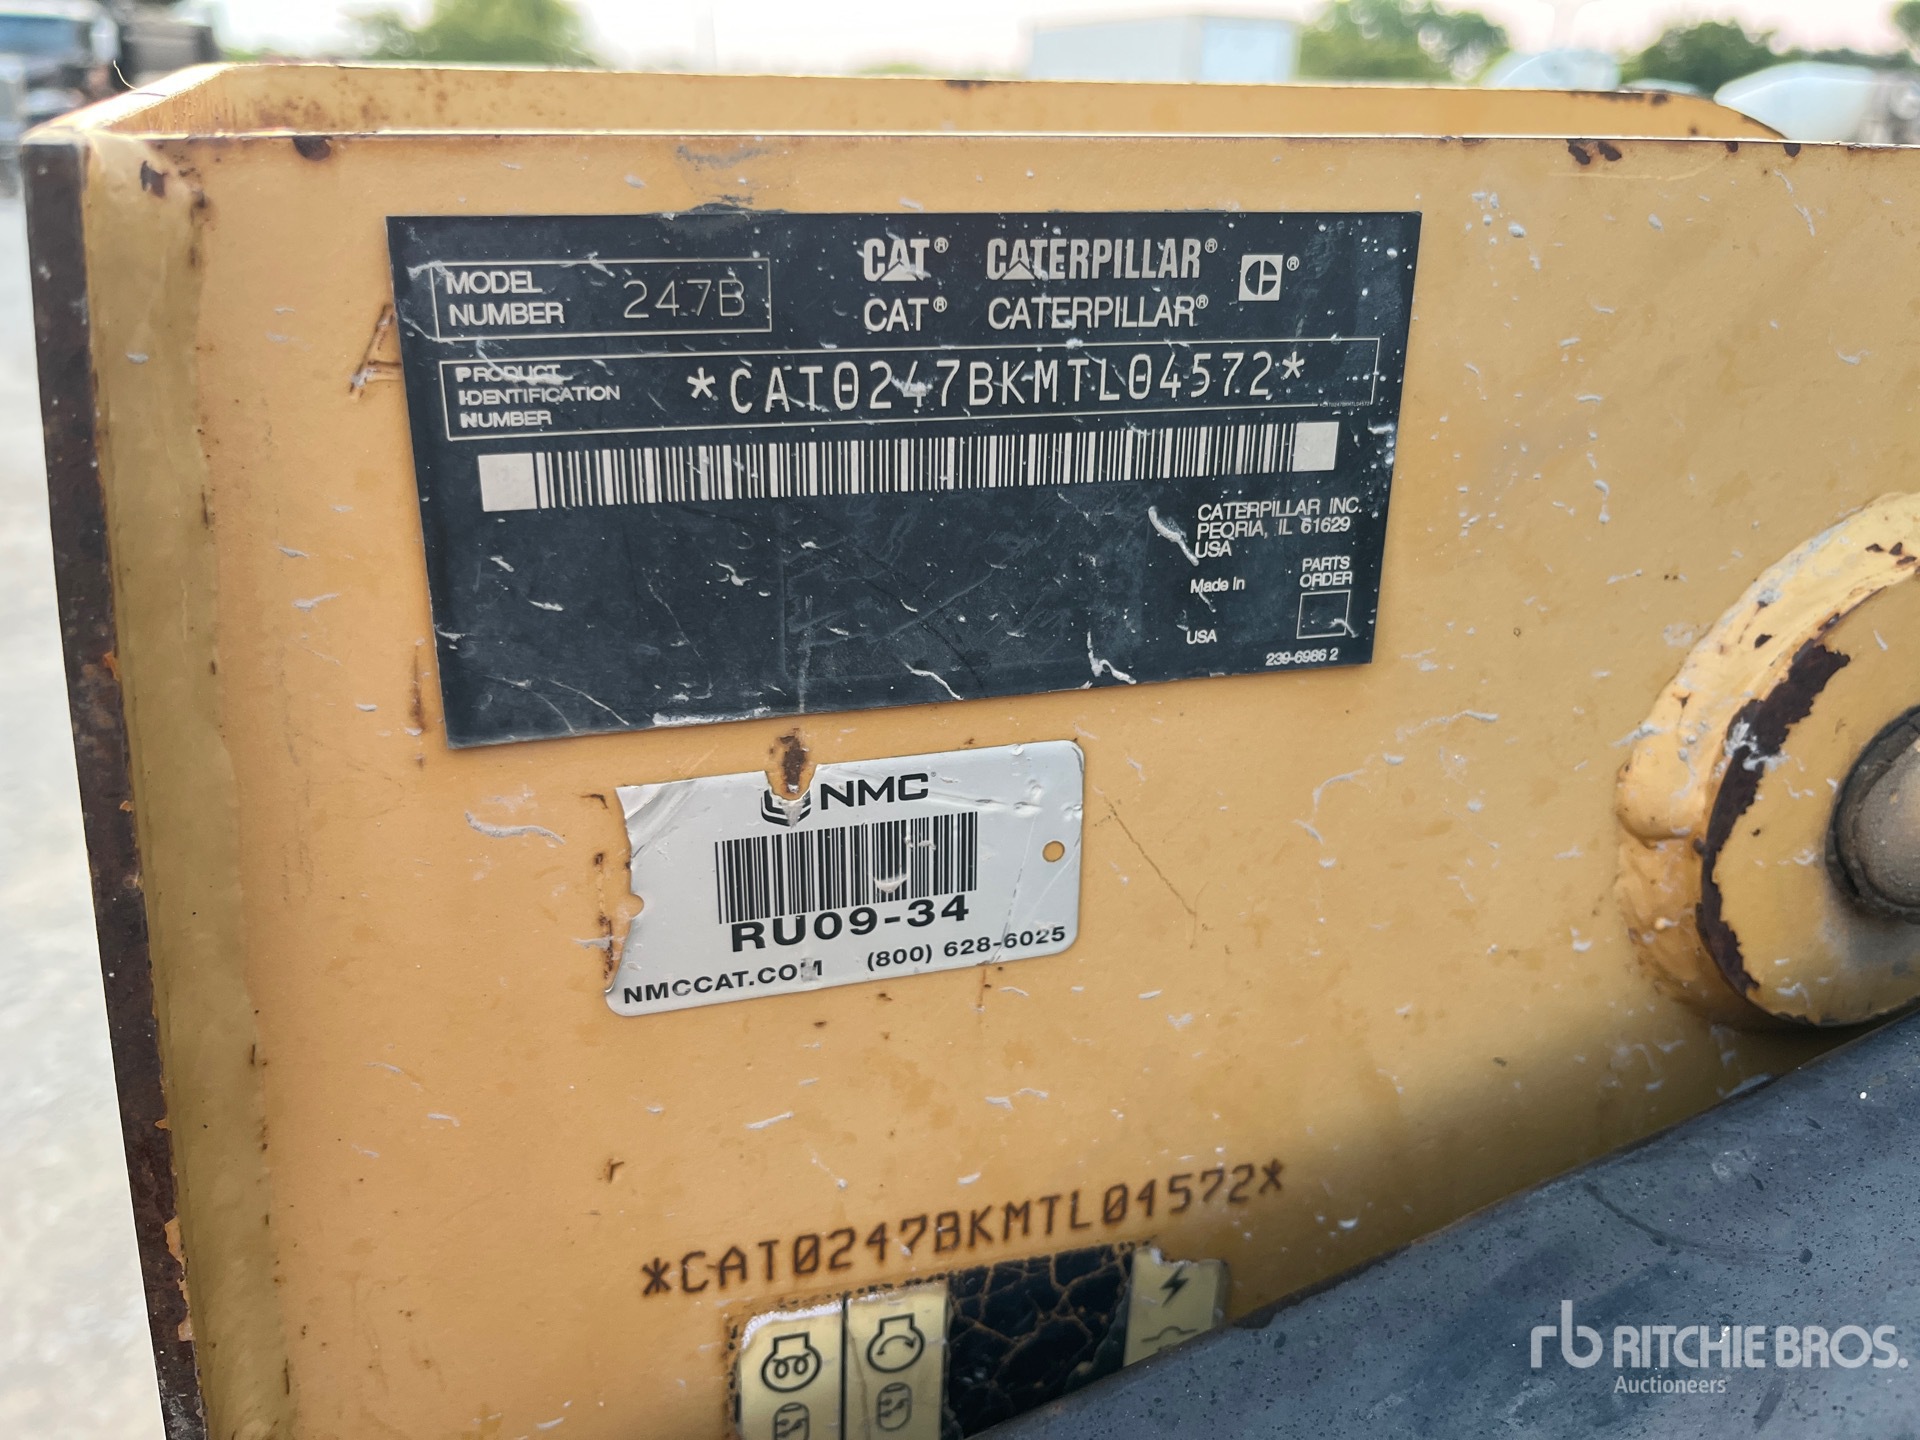 MODEL
NUMBER
247B
CAT® CATERPILLAR®
CAT® CATERPILLAR®
PRODUCT
IDENTIFICATION
NUMBER
*CAT0247BKMTL04572*
CATERPILLAR INC.
PEORIA, IL 61629
USA
Made in
USA
PARTS
ORDER
239-6986 2
NMC
RU09-34
NMCCAT.COM (800) 628-6025
*CAT0247BKMTL04572*
rb RITCHIE BROS.
Auctioneers